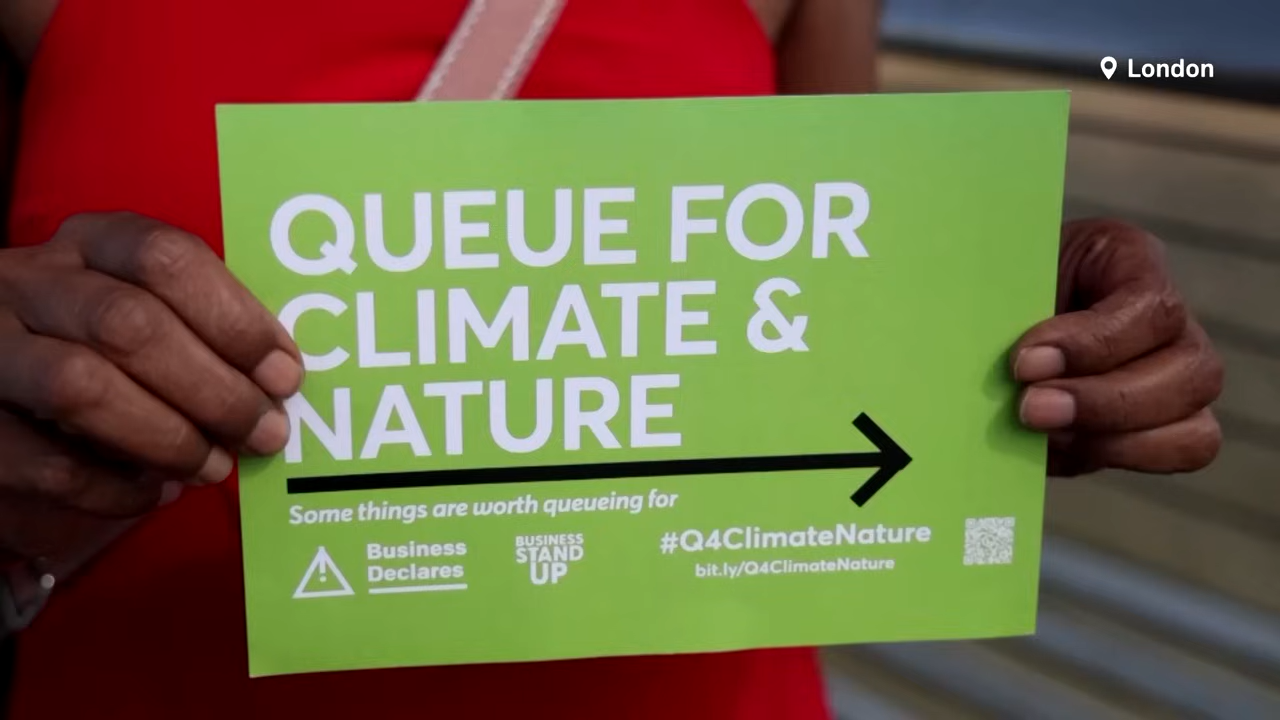 London
QUEUE FOR
CLIMATE &
NATURE
Some things are worth queueing for
Business
Declares
BUSINESS
STAND
UP
#Q4ClimateNature
bit.ly/Q4ClimateNature